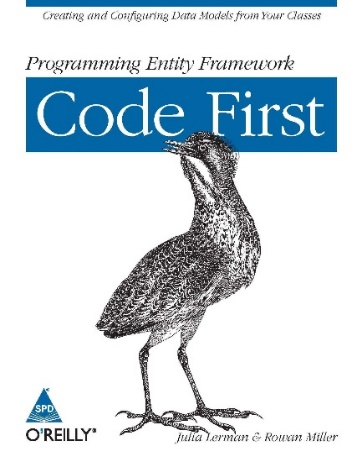 Creating and Configuring Data Models from Your Classes
Programming Entity Framework
Code First
SPD
O'REILLY®
Julia Lerman & Rowan Miller